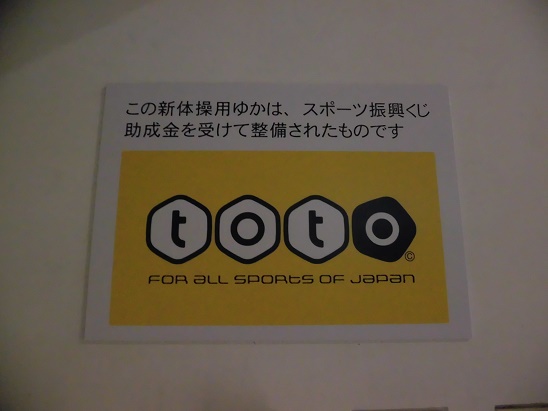 この新体操用ゆかは、スポーツ振興くじ
助成金を受けて整備されたものです
toto
©
FOR ALL SPORTS OF JAPAN